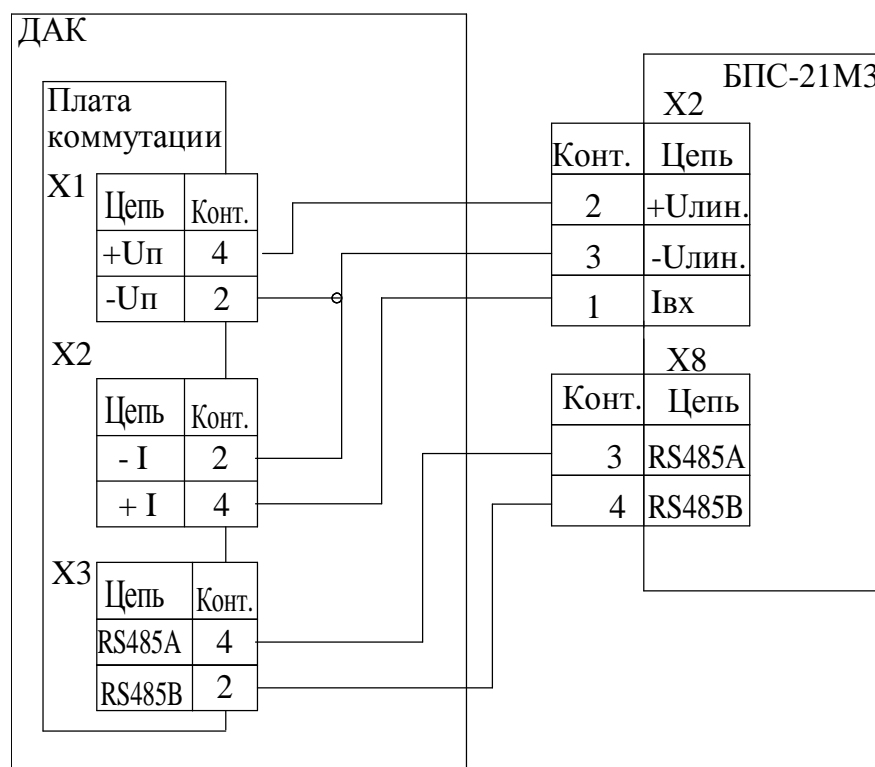 ДАК
Плата
коммутации
X1
Цепь Конт.
+Uп 4
-Uп 2
X2
Цепь Конт.
- I 2
+ I 4
X3
Цепь Конт.
RS485A 4
RS485B 2
БПС-21М3
X2
Конт. Цепь
2 +Uлин.
3 -Uлин.
1 Iвх
X8
Конт. Цепь
3 RS485A
4 RS485B